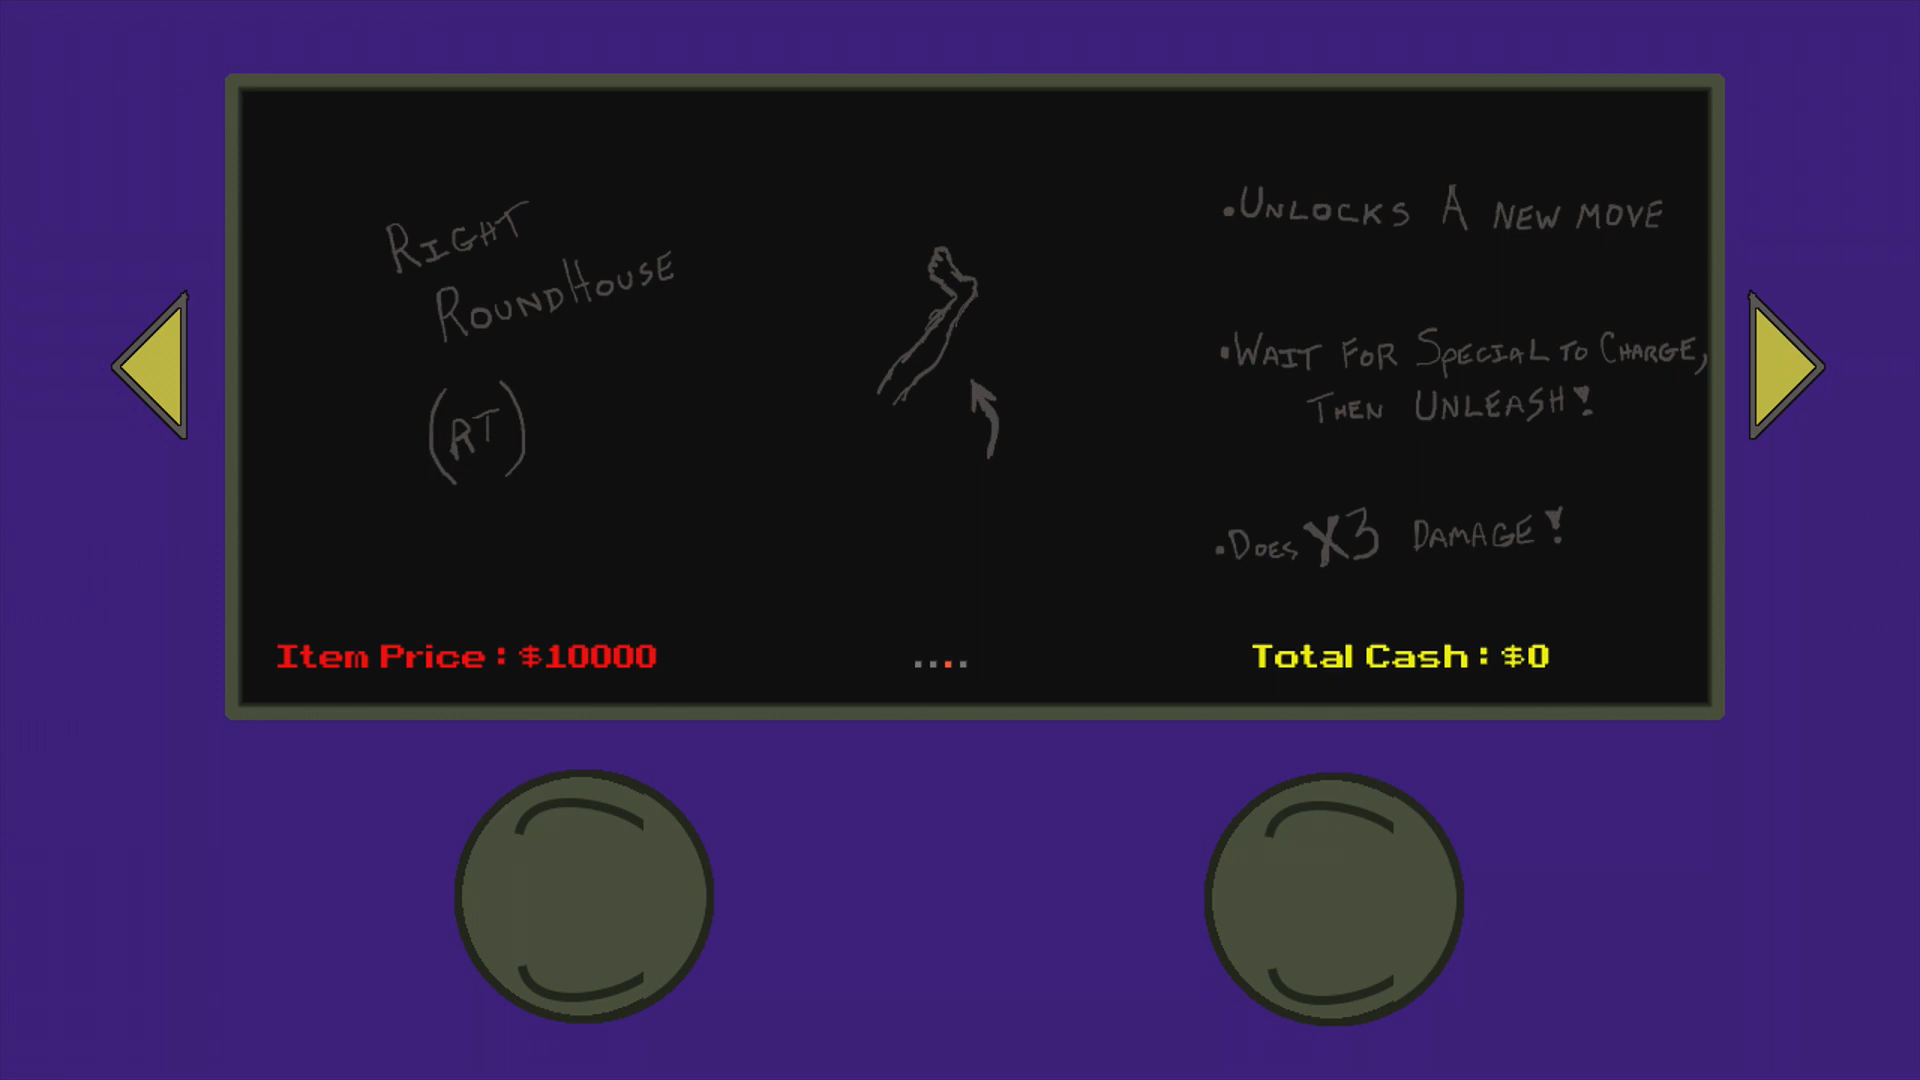 Right
RoundHouse
(RT)
•Unlocks A new move
•Wait for Special to Charge,
Then Unleash!
•Does X3 Damage!
Item Price : $10000
....
Total Cash : $0